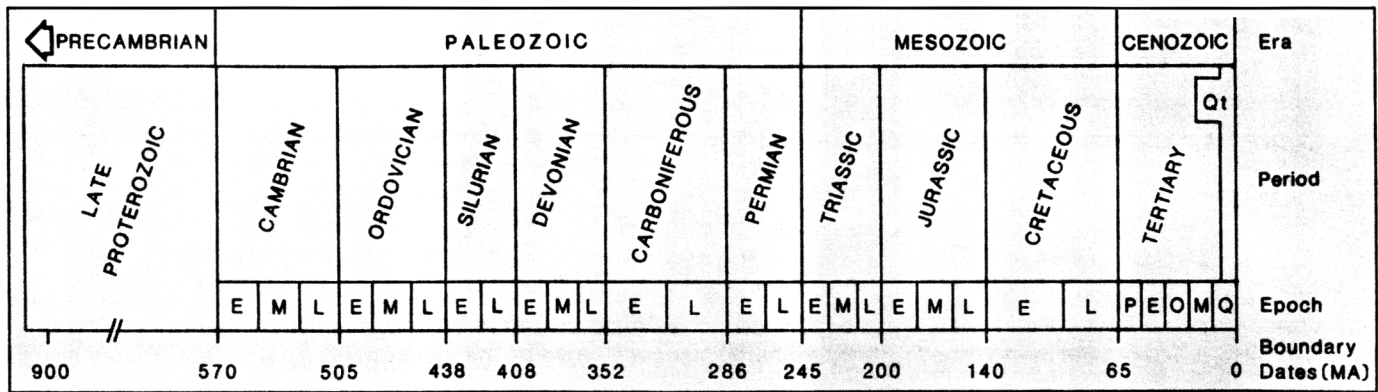 PRECAMBRIAN PALEOZOIC MESOZOIC CENOZOIC Era
LATE PROTEROZOIC CAMBRIAN ORDOVICIAN SILURIAN DEVONIAN CARBONIFEROUS PERMIAN TRIASSIC JURASSIC CRETACEOUS TERTIARY Qt Period
E M L E M L E L E M L E L E L E M L E M L E L P E O M Q Epoch
900 570 505 438 408 352 286 245 200 140 65 0 Boundary Dates (MA)